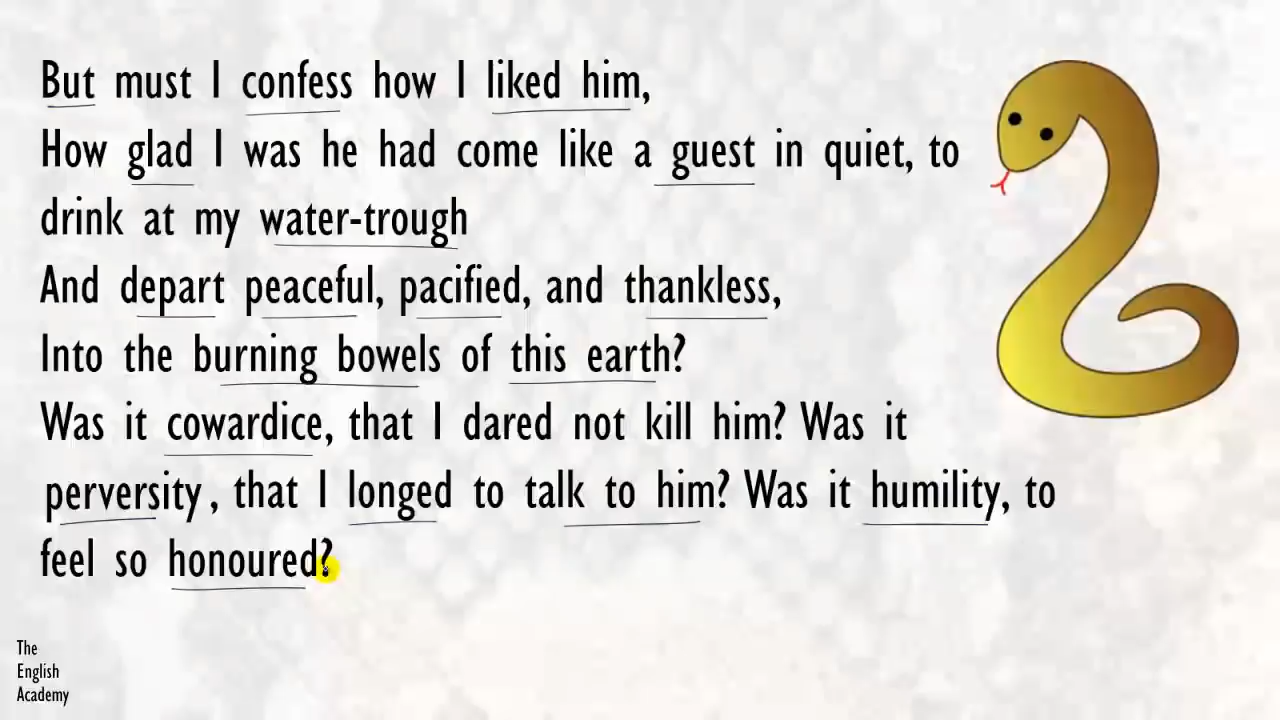 But must I confess how I liked him,
How glad I was he had come like a guest in quiet, to
drink at my water-trough
And depart peaceful, pacified, and thankless,
Into the burning bowels of this earth?
Was it cowardice, that I dared not kill him? Was it
perversity, that I longed to talk to him? Was it humility, to
feel so honoured?
The
English
Academy